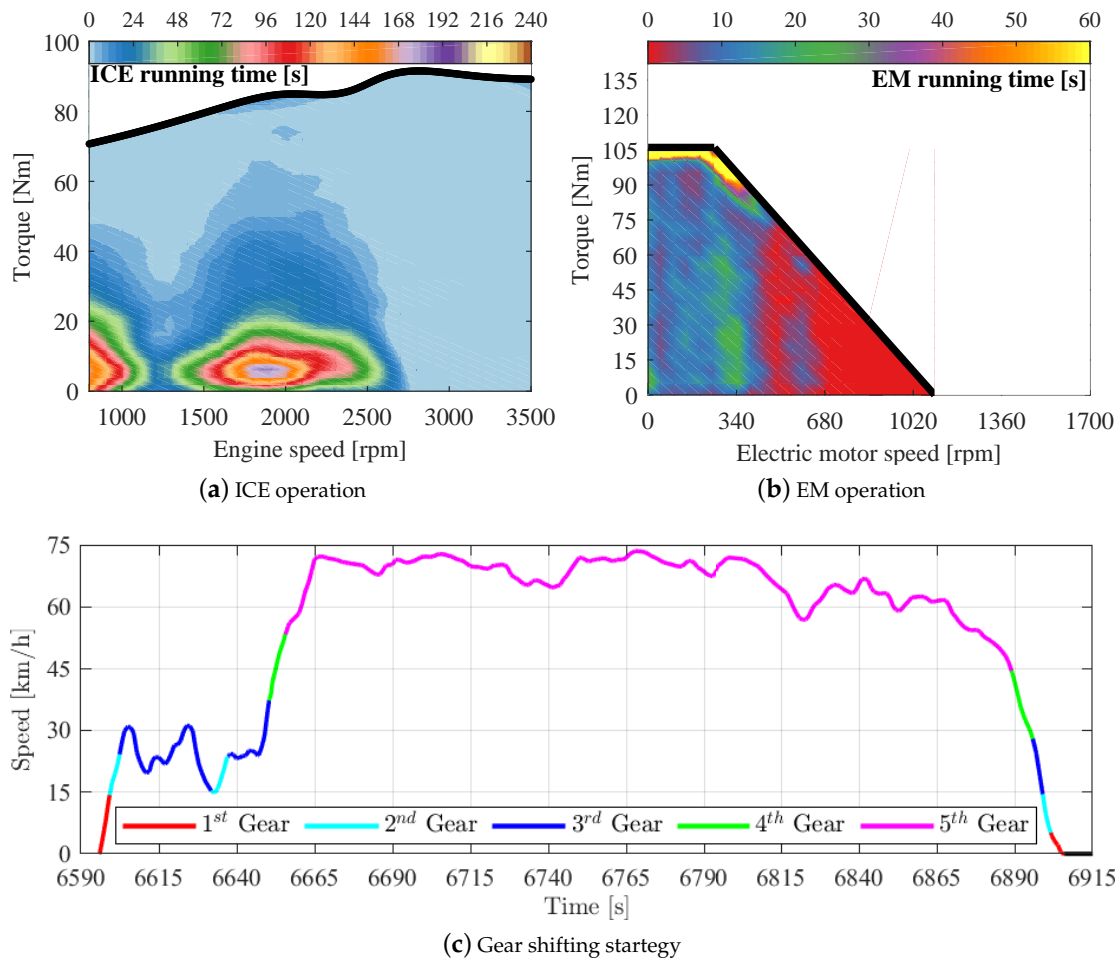 0 24 48 72 96 120 144 168 192 216 240
ICE running time [s]
100
80
60
40
20
0
Torque [Nm]
1000 1500 2000 2500 3000 3500
Engine speed [rpm]
(a) ICE operation
0 10 20 30 40 50 60
EM running time [s]
135
120
105
90
75
60
45
30
15
0
Torque [Nm]
0 340 680 1020 1360 1700
Electric motor speed [rpm]
(b) EM operation
75
60
45
30
15
0
Speed [km/h]
1st Gear 2nd Gear 3rd Gear 4th Gear 5th Gear
6590 6615 6640 6665 6690 6715 6740 6765 6790 6815 6840 6865 6890 6915
Time [s]
(c) Gear shifting startegy